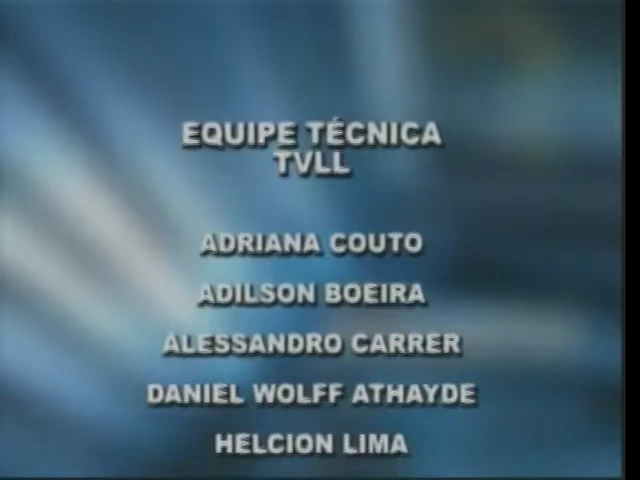 EQUIPE TÉCNICA
TVLL
ADRIANA COUTO
ADILSON BOEIRA
ALESSANDRO CARRER
DANIEL WOLFF ATHAYDE
HELCION LIMA